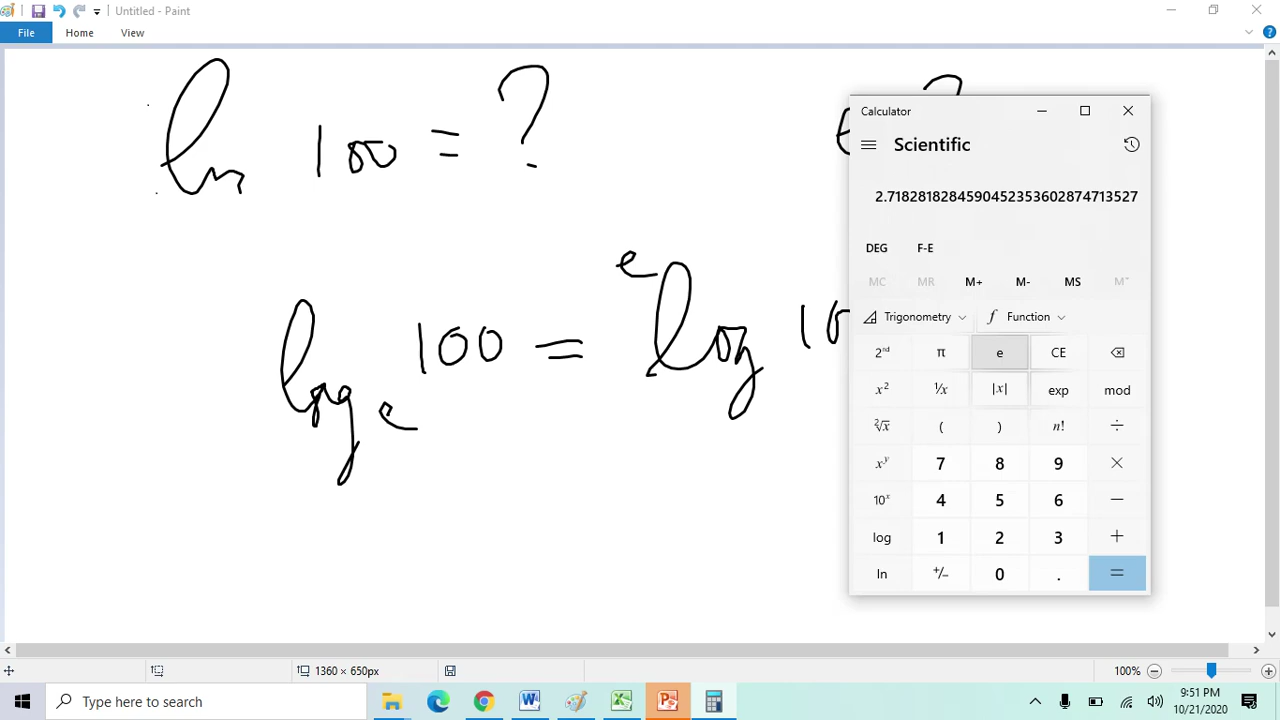 Untitled - Paint
File Home View
ln 100 = ?
log e 100 = e log 10
Calculator
Scientific
2.7182818284590452353602874713527
DEG F-E
MC MR M+ M- MS M˅
Trigonometry f Function
2nd π e CE
x² ¹/x |x| exp mod
²√x ( ) n! ÷
xʸ 7 8 9 ×
10ˣ 4 5 6 −
log 1 2 3 +
ln +/− 0 . =
1360 × 650px 100%
Type here to search
9:51 PM
10/21/2020